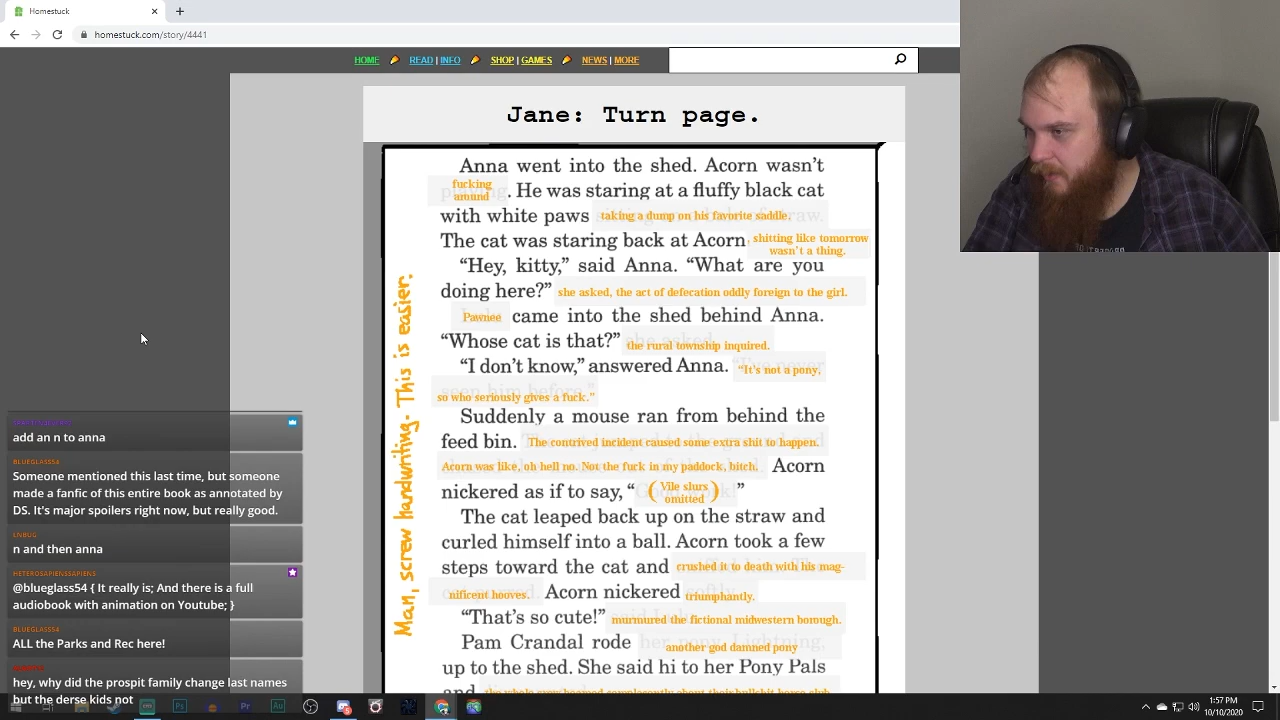 Homestuck
homestuck.com/story/4441
HOME READ | INFO SHOP | GAMES NEWS | MORE
Jane: Turn page.
Anna went into the shed. Acorn wasn't
fucking
around . He was staring at a fluffy black cat
with white paws taking a dump on his favorite saddle.
The cat was staring back at Acorn, shitting like tomorrow
wasn't a thing.
"Hey, kitty," said Anna. "What are you
doing here?" she asked, the act of defecation oddly foreign to the girl.
Pawnee came into the shed behind Anna.
"Whose cat is that?" the rural township inquired.
"I don't know," answered Anna. "It's not a pony,
so who seriously gives a fuck."
Suddenly a mouse ran from behind the
feed bin. The contrived incident caused some extra shit to happen.
Acorn was like, oh hell no. Not the fuck in my paddock, bitch. Acorn
nickered as if to say, "(Vile slurs
omitted)"
The cat leaped back up on the straw and
curled himself into a ball. Acorn took a few
steps toward the cat and crushed it to death with his mag-
nificent hooves. Acorn nickered triumphantly.
"That's so cute!" murmured the fictional midwestern borough.
Pam Crandal rode another god damned pony
up to the shed. She said hi to her Pony Pals
and the whole crew beamed complacently about their bullshit horse club
Man, screw handwriting. This is easier.
add an n to anna
BLUEGLASS54
Someone mentioned this last time, but someone
made a fanfic of this entire book as annotated by
DS. It's major spoilers right now, but really good.
n and then anna
HETEROSAPIENSSAPIENS
@blueglass54 { It really is; And there is a full
audiobook with animation on Youtube; }
BLUEGLASS54
ALL the Parks and Rec here!
hey, why did the prospit family change last names
but the derse kids not
1:57 PM
10/10/2020